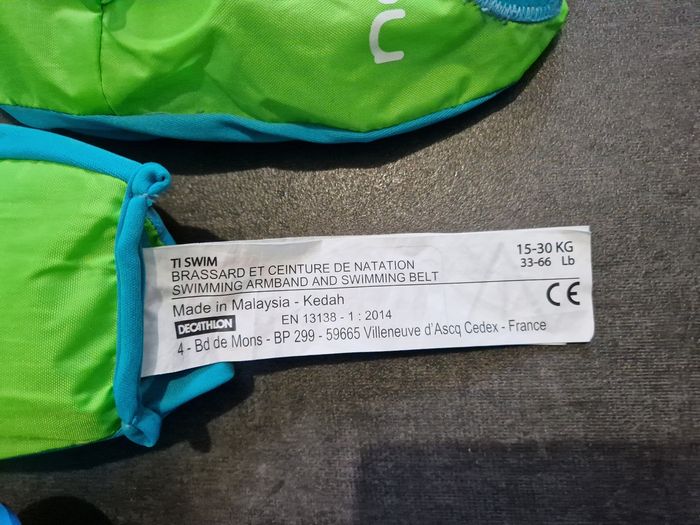 TI SWIM
BRASSARD ET CEINTURE DE NATATION
SWIMMING ARMBAND AND SWIMMING BELT
15-30 KG
33-66 Lb
Made in Malaysia - Kedah
CE
DECATHLON
EN 13138 - 1 : 2014
4 - Bd de Mons - BP 299 - 59665 Villeneuve d'Ascq Cedex - France